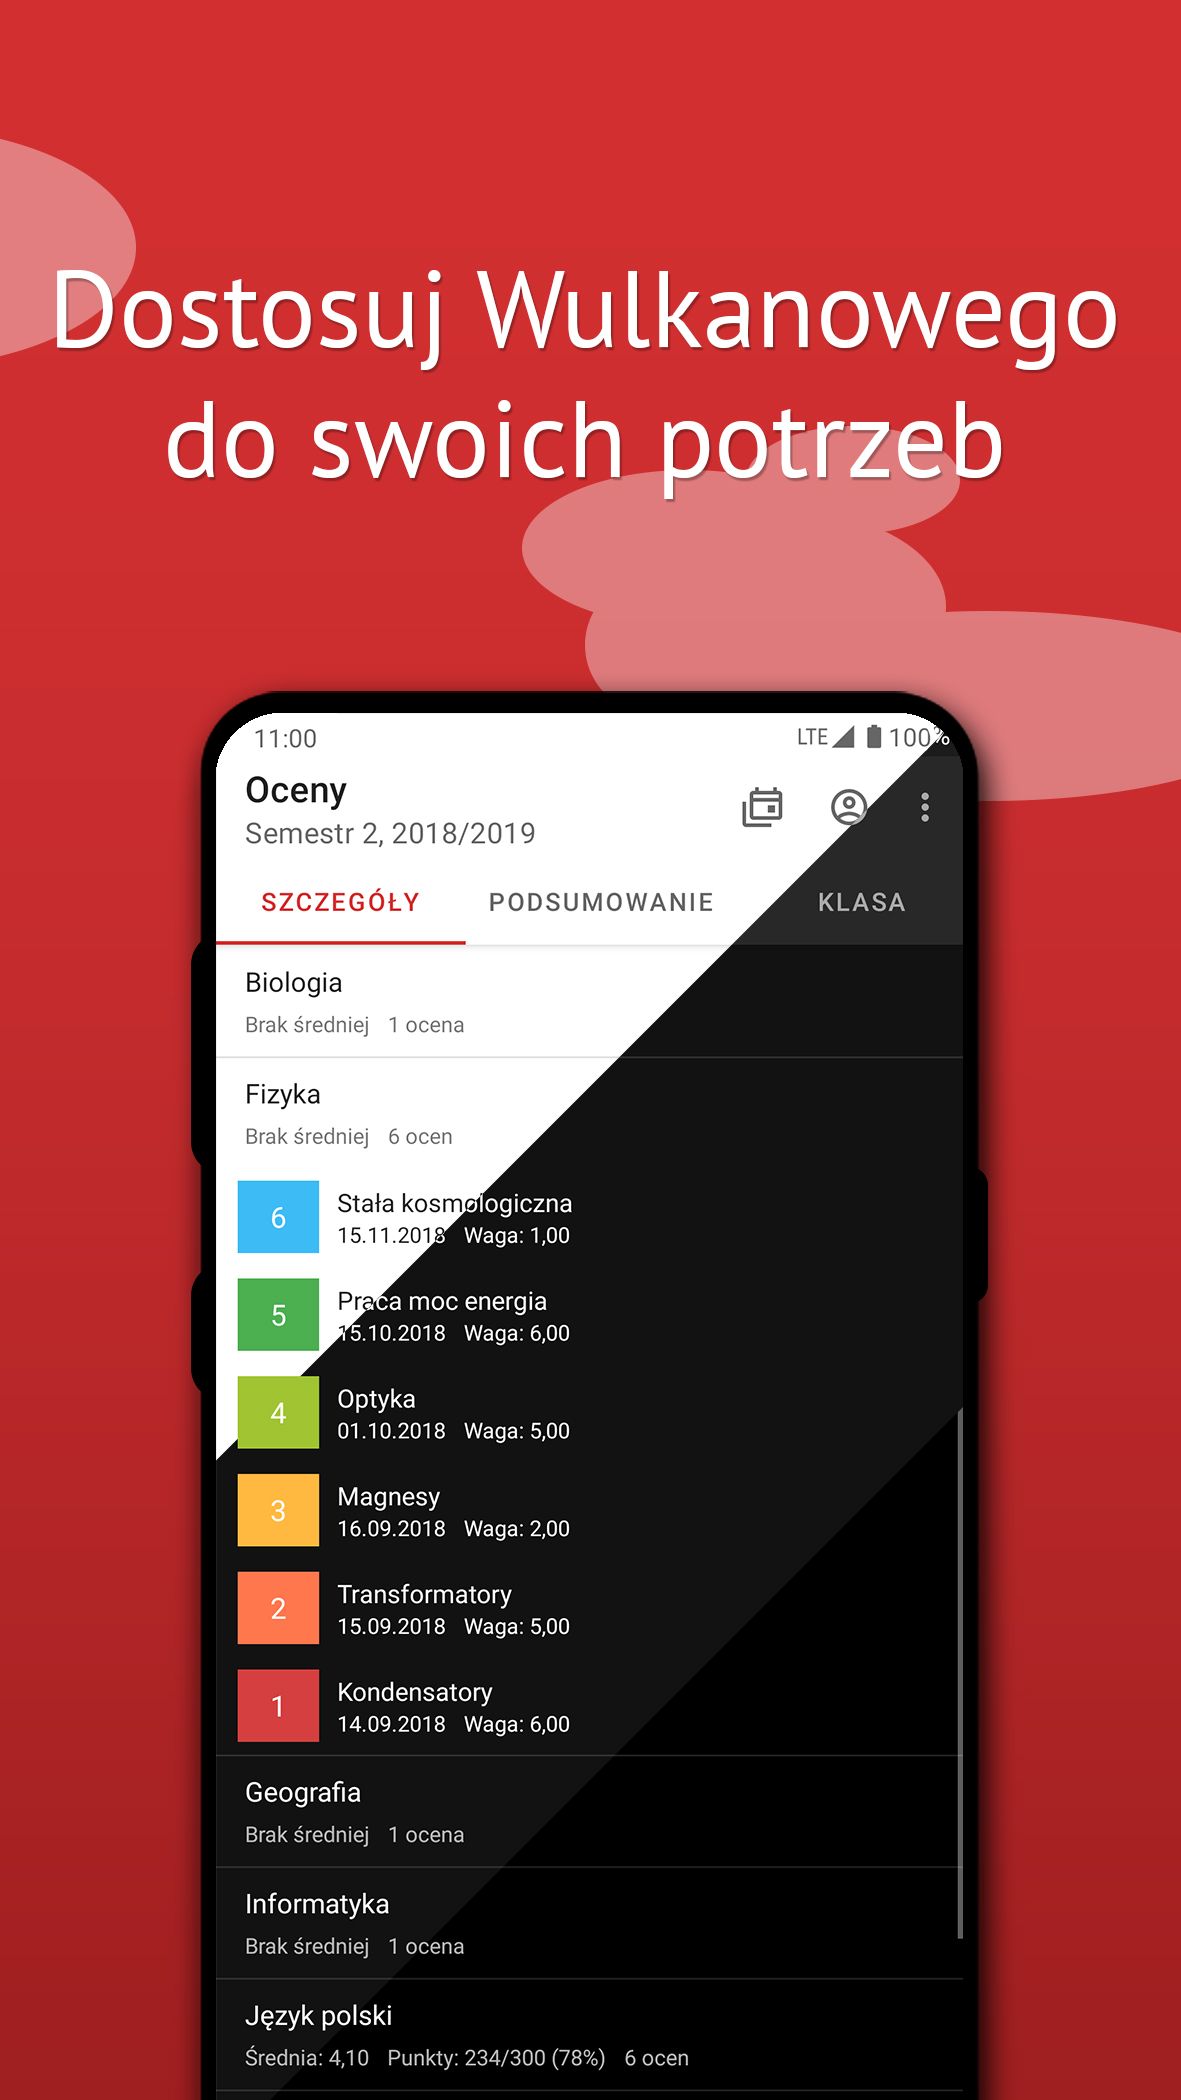 Dostosuj Wulkanowego
do swoich potrzeb
11:00 LTE 100%
Oceny
Semestr 2, 2018/2019
SZCZEGÓŁY PODSUMOWANIE KLASA
Biologia
Brak średniej 1 ocena
Fizyka
Brak średniej 6 ocen
6 Stała kosmologiczna
15.11.2018 Waga: 1,00
5 Praca moc energia
15.10.2018 Waga: 6,00
4 Optyka
01.10.2018 Waga: 5,00
3 Magnesy
16.09.2018 Waga: 2,00
2 Transformatory
15.09.2018 Waga: 5,00
1 Kondensatory
14.09.2018 Waga: 6,00
Geografia
Brak średniej 1 ocena
Informatyka
Brak średniej 1 ocena
Język polski
Średnia: 4,10 Punkty: 234/300 (78%) 6 ocen